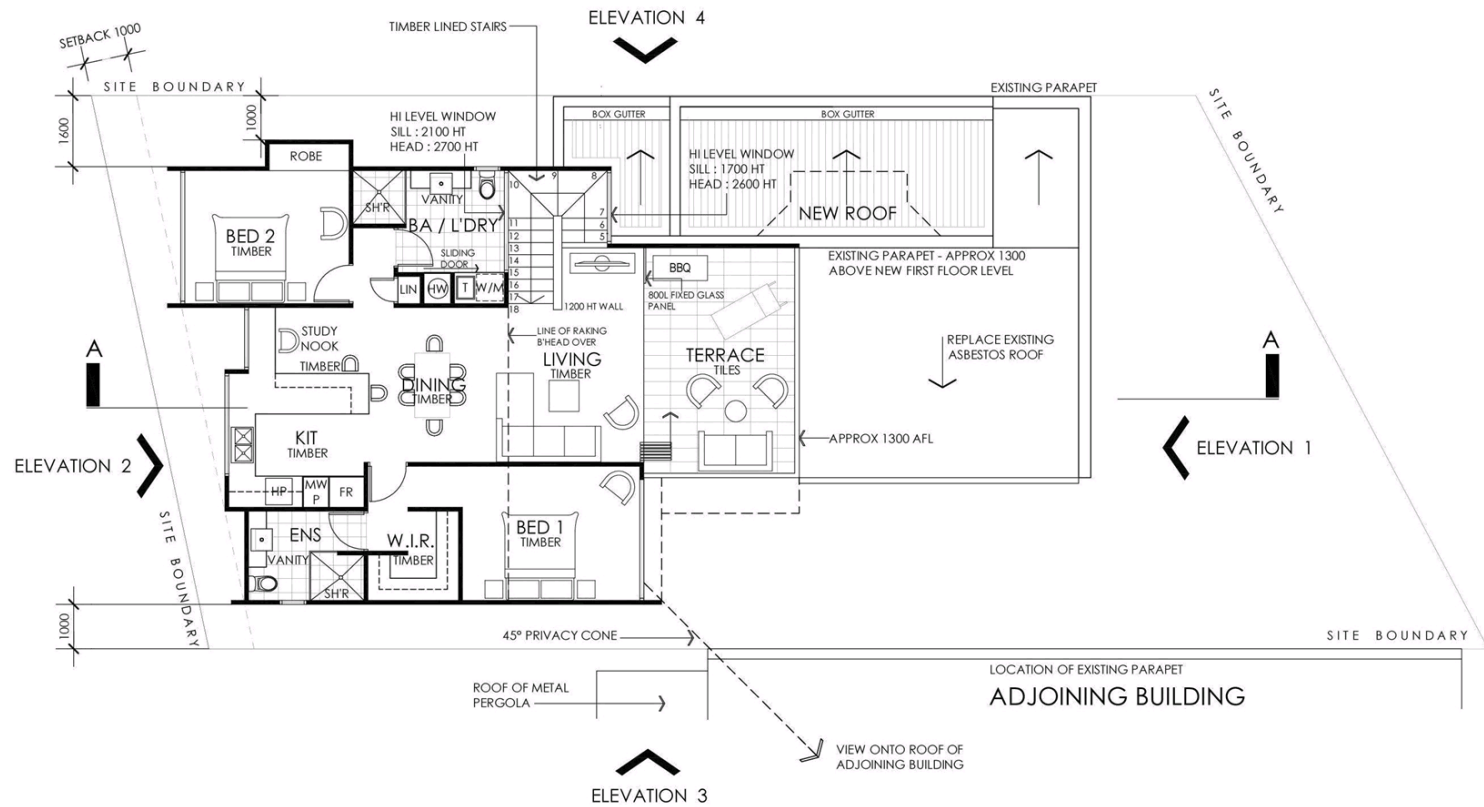 ELEVATION 4
TIMBER LINED STAIRS
SETBACK 1000
SITE BOUNDARY
EXISTING PARAPET
SITE BOUNDARY
1600
1000
HI LEVEL WINDOW
SILL : 2100 HT
HEAD : 2700 HT
BOX GUTTER
BOX GUTTER
HI LEVEL WINDOW
SILL : 1700 HT
HEAD : 2600 HT
NEW ROOF
ROBE
SH'R
VANITY
BA / L'DRY
SLIDING
DOOR
BED 2
TIMBER
LIN
HW
T
W/M
10
9
8
7
6
5
11
12
13
14
15
16
17
18
1200 HT WALL
BBQ
800L FIXED GLASS
PANEL
EXISTING PARAPET - APPROX 1300
ABOVE NEW FIRST FLOOR LEVEL
STUDY
NOOK
TIMBER
LINE OF RAKING
B'HEAD OVER
LIVING
TIMBER
TERRACE
TILES
REPLACE EXISTING
ASBESTOS ROOF
A
A
DINING
TIMBER
KIT
TIMBER
APPROX 1300 AFL
ELEVATION 2
ELEVATION 1
HP
MW
P
FR
ENS
VANITY
SH'R
W.I.R.
TIMBER
BED 1
TIMBER
SITE BOUNDARY
1000
45° PRIVACY CONE
SITE BOUNDARY
LOCATION OF EXISTING PARAPET
ADJOINING BUILDING
ROOF OF METAL
PERGOLA
VIEW ONTO ROOF OF
ADJOINING BUILDING
ELEVATION 3